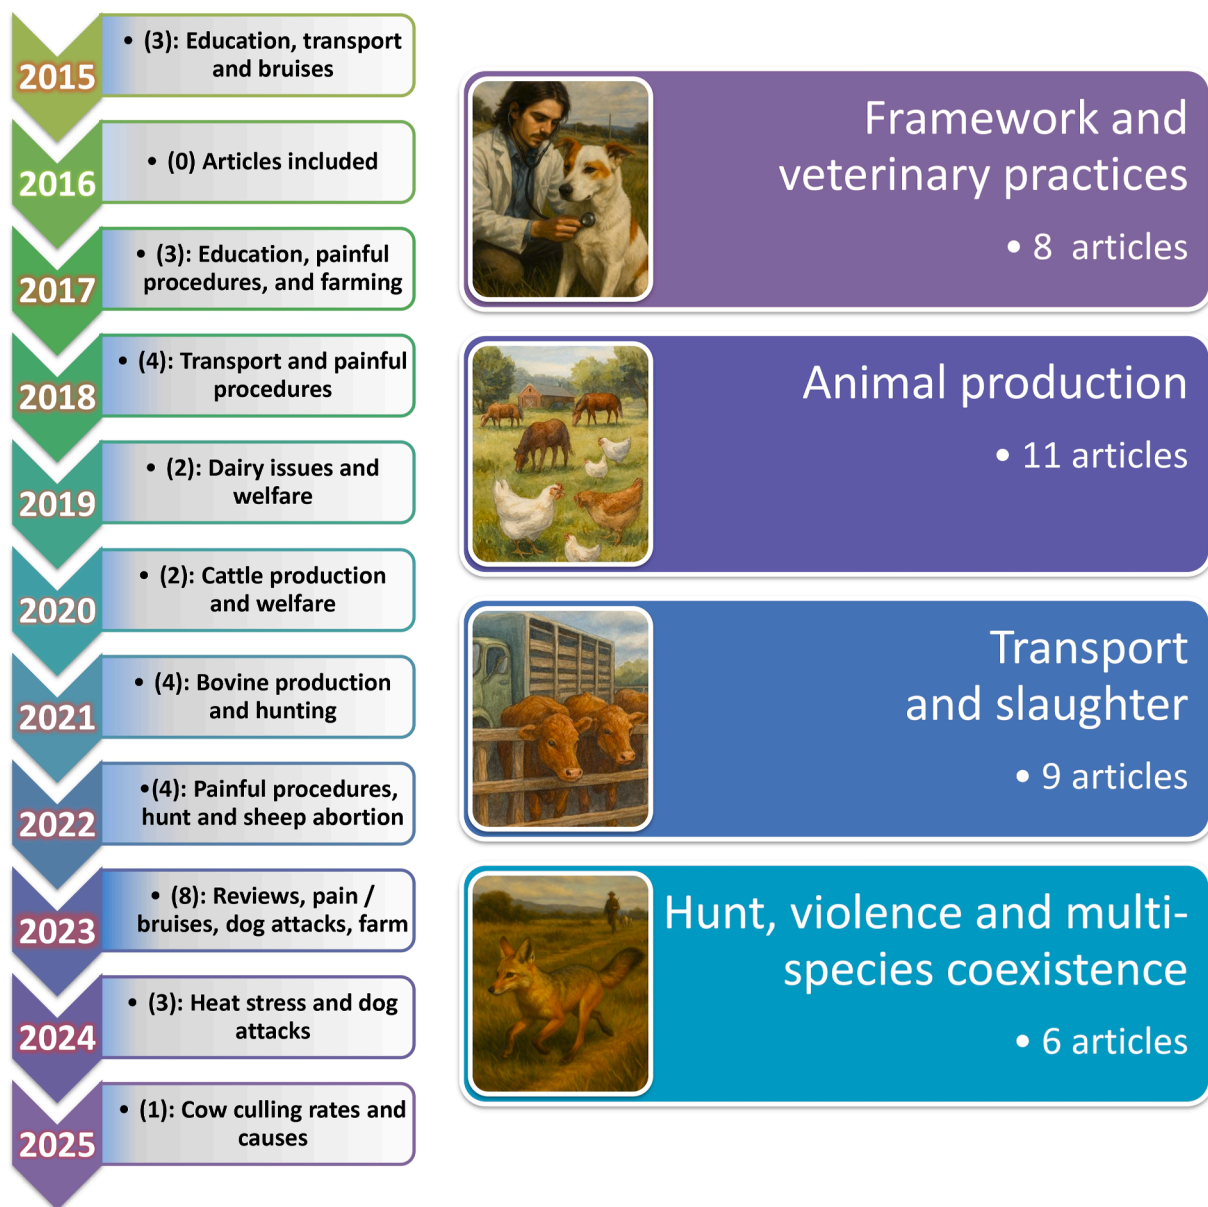 2015
• (3): Education, transport
and bruises
2016
• (0) Articles included
2017
• (3): Education, painful
procedures, and farming
2018
• (4): Transport and painful
procedures
2019
• (2): Dairy issues and
welfare
2020
• (2): Cattle production
and welfare
2021
• (4): Bovine production
and hunting
2022
•(4): Painful procedures,
hunt and sheep abortion
2023
• (8): Reviews, pain /
bruises, dog attacks, farm
2024
• (3): Heat stress and dog
attacks
2025
• (1): Cow culling rates and
causes
Framework and
veterinary practices
• 8 articles
Animal production
• 11 articles
Transport
and slaughter
• 9 articles
Hunt, violence and multi-
species coexistence
• 6 articles